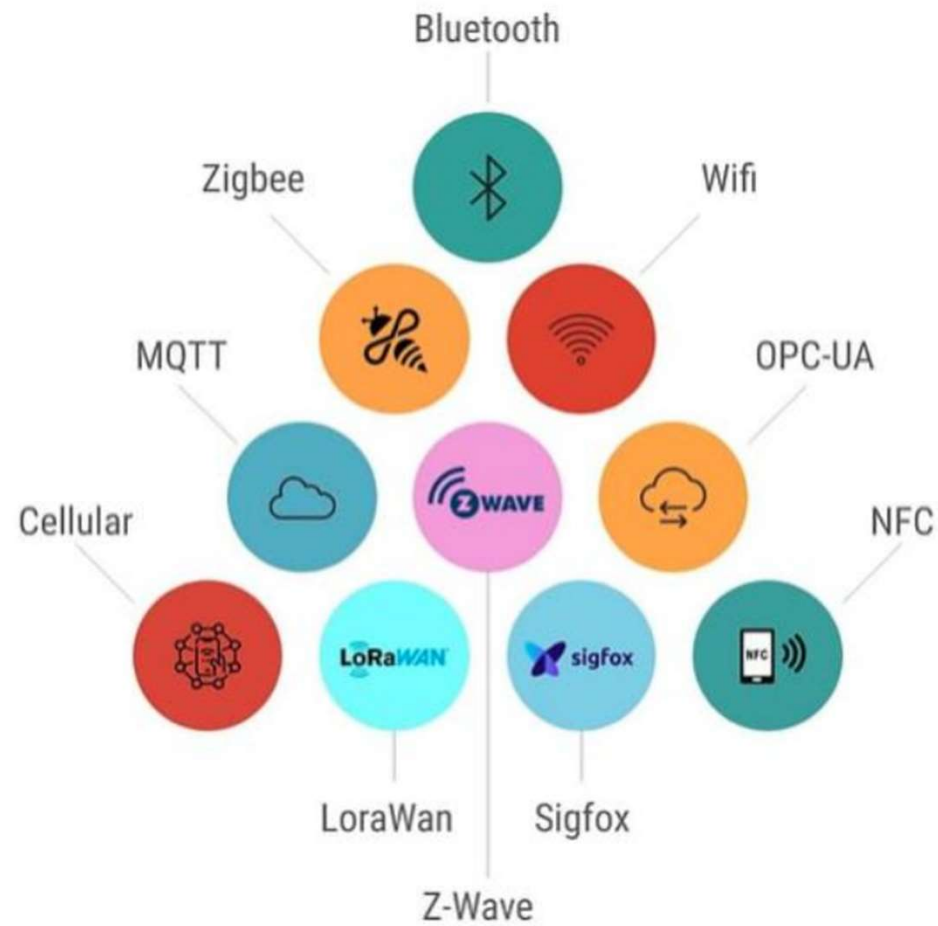 Bluetooth
Zigbee
Wifi
MQTT
OPC-UA
ZWAVE
Cellular
NFC
LoRaWAN
sigfox
NFC
LoraWan
Sigfox
Z-Wave